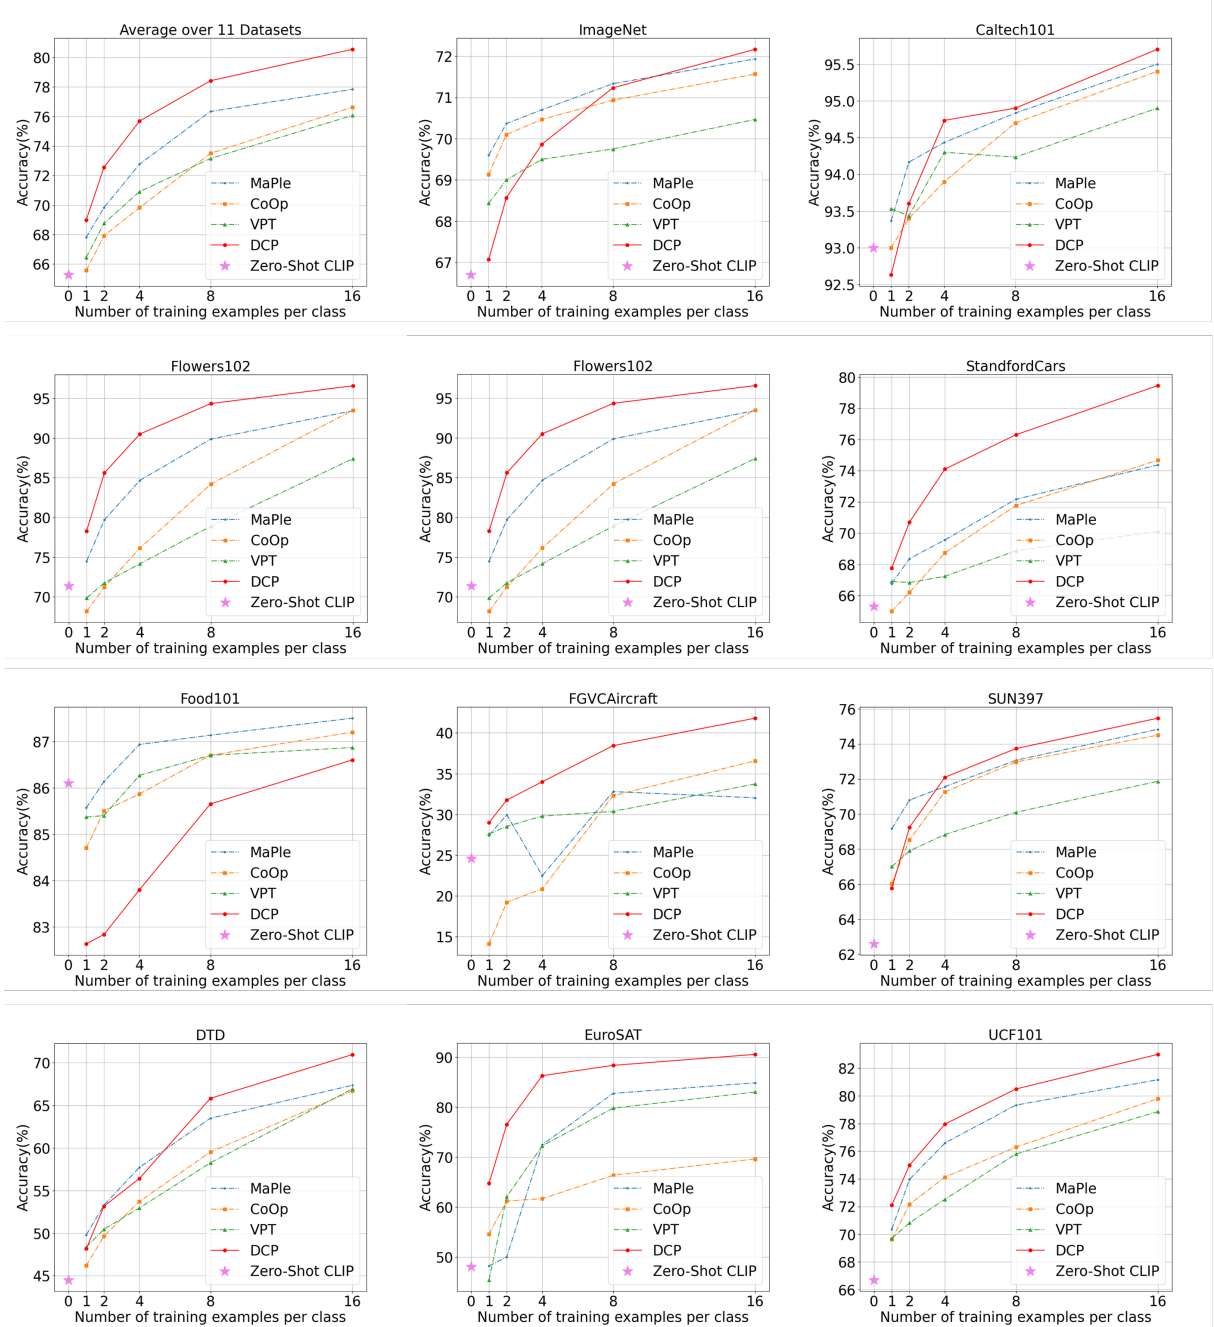 Average over 11 Datasets
Accuracy(%)
80
78
76
74
72
70
68
66
MaPle
CoOp
VPT
DCP
Zero-Shot CLIP
0 1 2 4 8 16
Number of training examples per class
ImageNet
Accuracy(%)
72
71
70
69
68
67
MaPle
CoOp
VPT
DCP
Zero-Shot CLIP
0 1 2 4 8 16
Number of training examples per class
Caltech101
Accuracy(%)
95.5
95.0
94.5
94.0
93.5
93.0
92.5
MaPle
CoOp
VPT
DCP
Zero-Shot CLIP
0 1 2 4 8 16
Number of training examples per class
Flowers102
Accuracy(%)
95
90
85
80
75
70
MaPle
CoOp
VPT
DCP
Zero-Shot CLIP
0 1 2 4 8 16
Number of training examples per class
Flowers102
Accuracy(%)
95
90
85
80
75
70
MaPle
CoOp
VPT
DCP
Zero-Shot CLIP
0 1 2 4 8 16
Number of training examples per class
StandfordCars
Accuracy(%)
80
78
76
74
72
70
68
66
MaPle
CoOp
VPT
DCP
Zero-Shot CLIP
0 1 2 4 8 16
Number of training examples per class
Food101
Accuracy(%)
87
86
85
84
83
MaPle
CoOp
VPT
DCP
Zero-Shot CLIP
0 1 2 4 8 16
Number of training examples per class
FGVCAircraft
Accuracy(%)
40
35
30
25
20
15
MaPle
CoOp
VPT
DCP
Zero-Shot CLIP
0 1 2 4 8 16
Number of training examples per class
SUN397
Accuracy(%)
76
74
72
70
68
66
64
62
MaPle
CoOp
VPT
DCP
Zero-Shot CLIP
0 1 2 4 8 16
Number of training examples per class
DTD
Accuracy(%)
70
65
60
55
50
45
MaPle
CoOp
VPT
DCP
Zero-Shot CLIP
0 1 2 4 8 16
Number of training examples per class
EuroSAT
Accuracy(%)
90
80
70
60
50
MaPle
CoOp
VPT
DCP
Zero-Shot CLIP
0 1 2 4 8 16
Number of training examples per class
UCF101
Accuracy(%)
82
80
78
76
74
72
70
68
66
MaPle
CoOp
VPT
DCP
Zero-Shot CLIP
0 1 2 4 8 16
Number of training examples per class